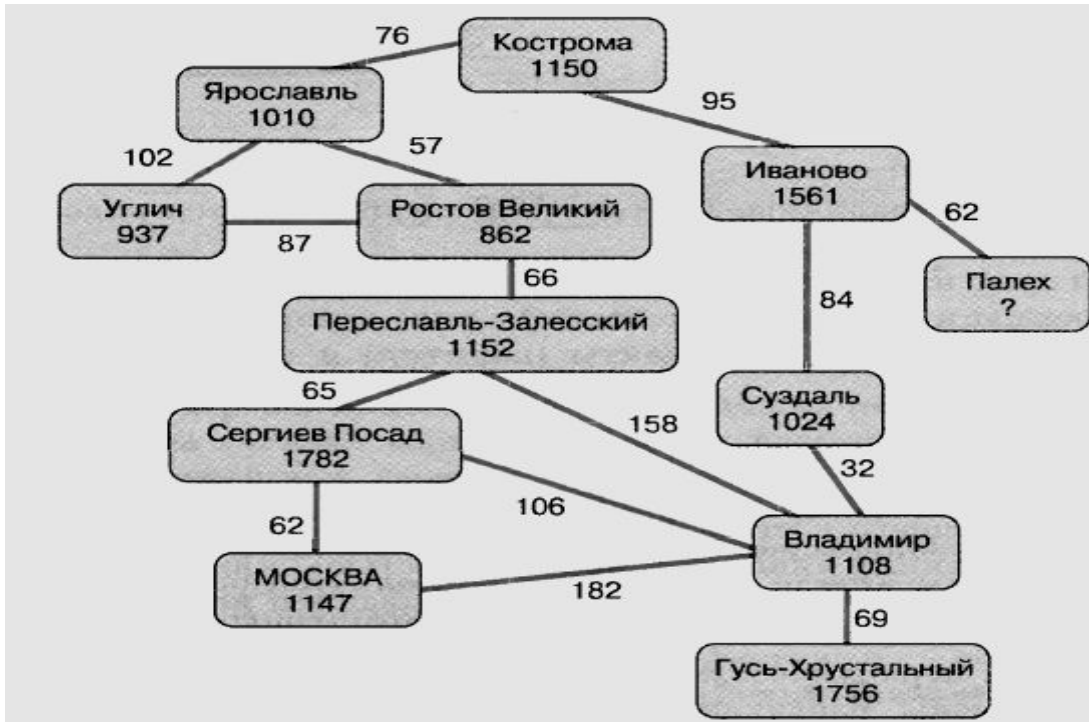 76
Кострома
1150
Ярославль
1010
95
102
57
Иваново
1561
Углич
937
87
Ростов Великий
862
62
Палех
?
66
84
Переславль-Залесский
1152
65
158
Суздаль
1024
Сергиев Посад
1782
32
106
62
Владимир
1108
МОСКВА
1147
182
69
Гусь-Хрустальный
1756